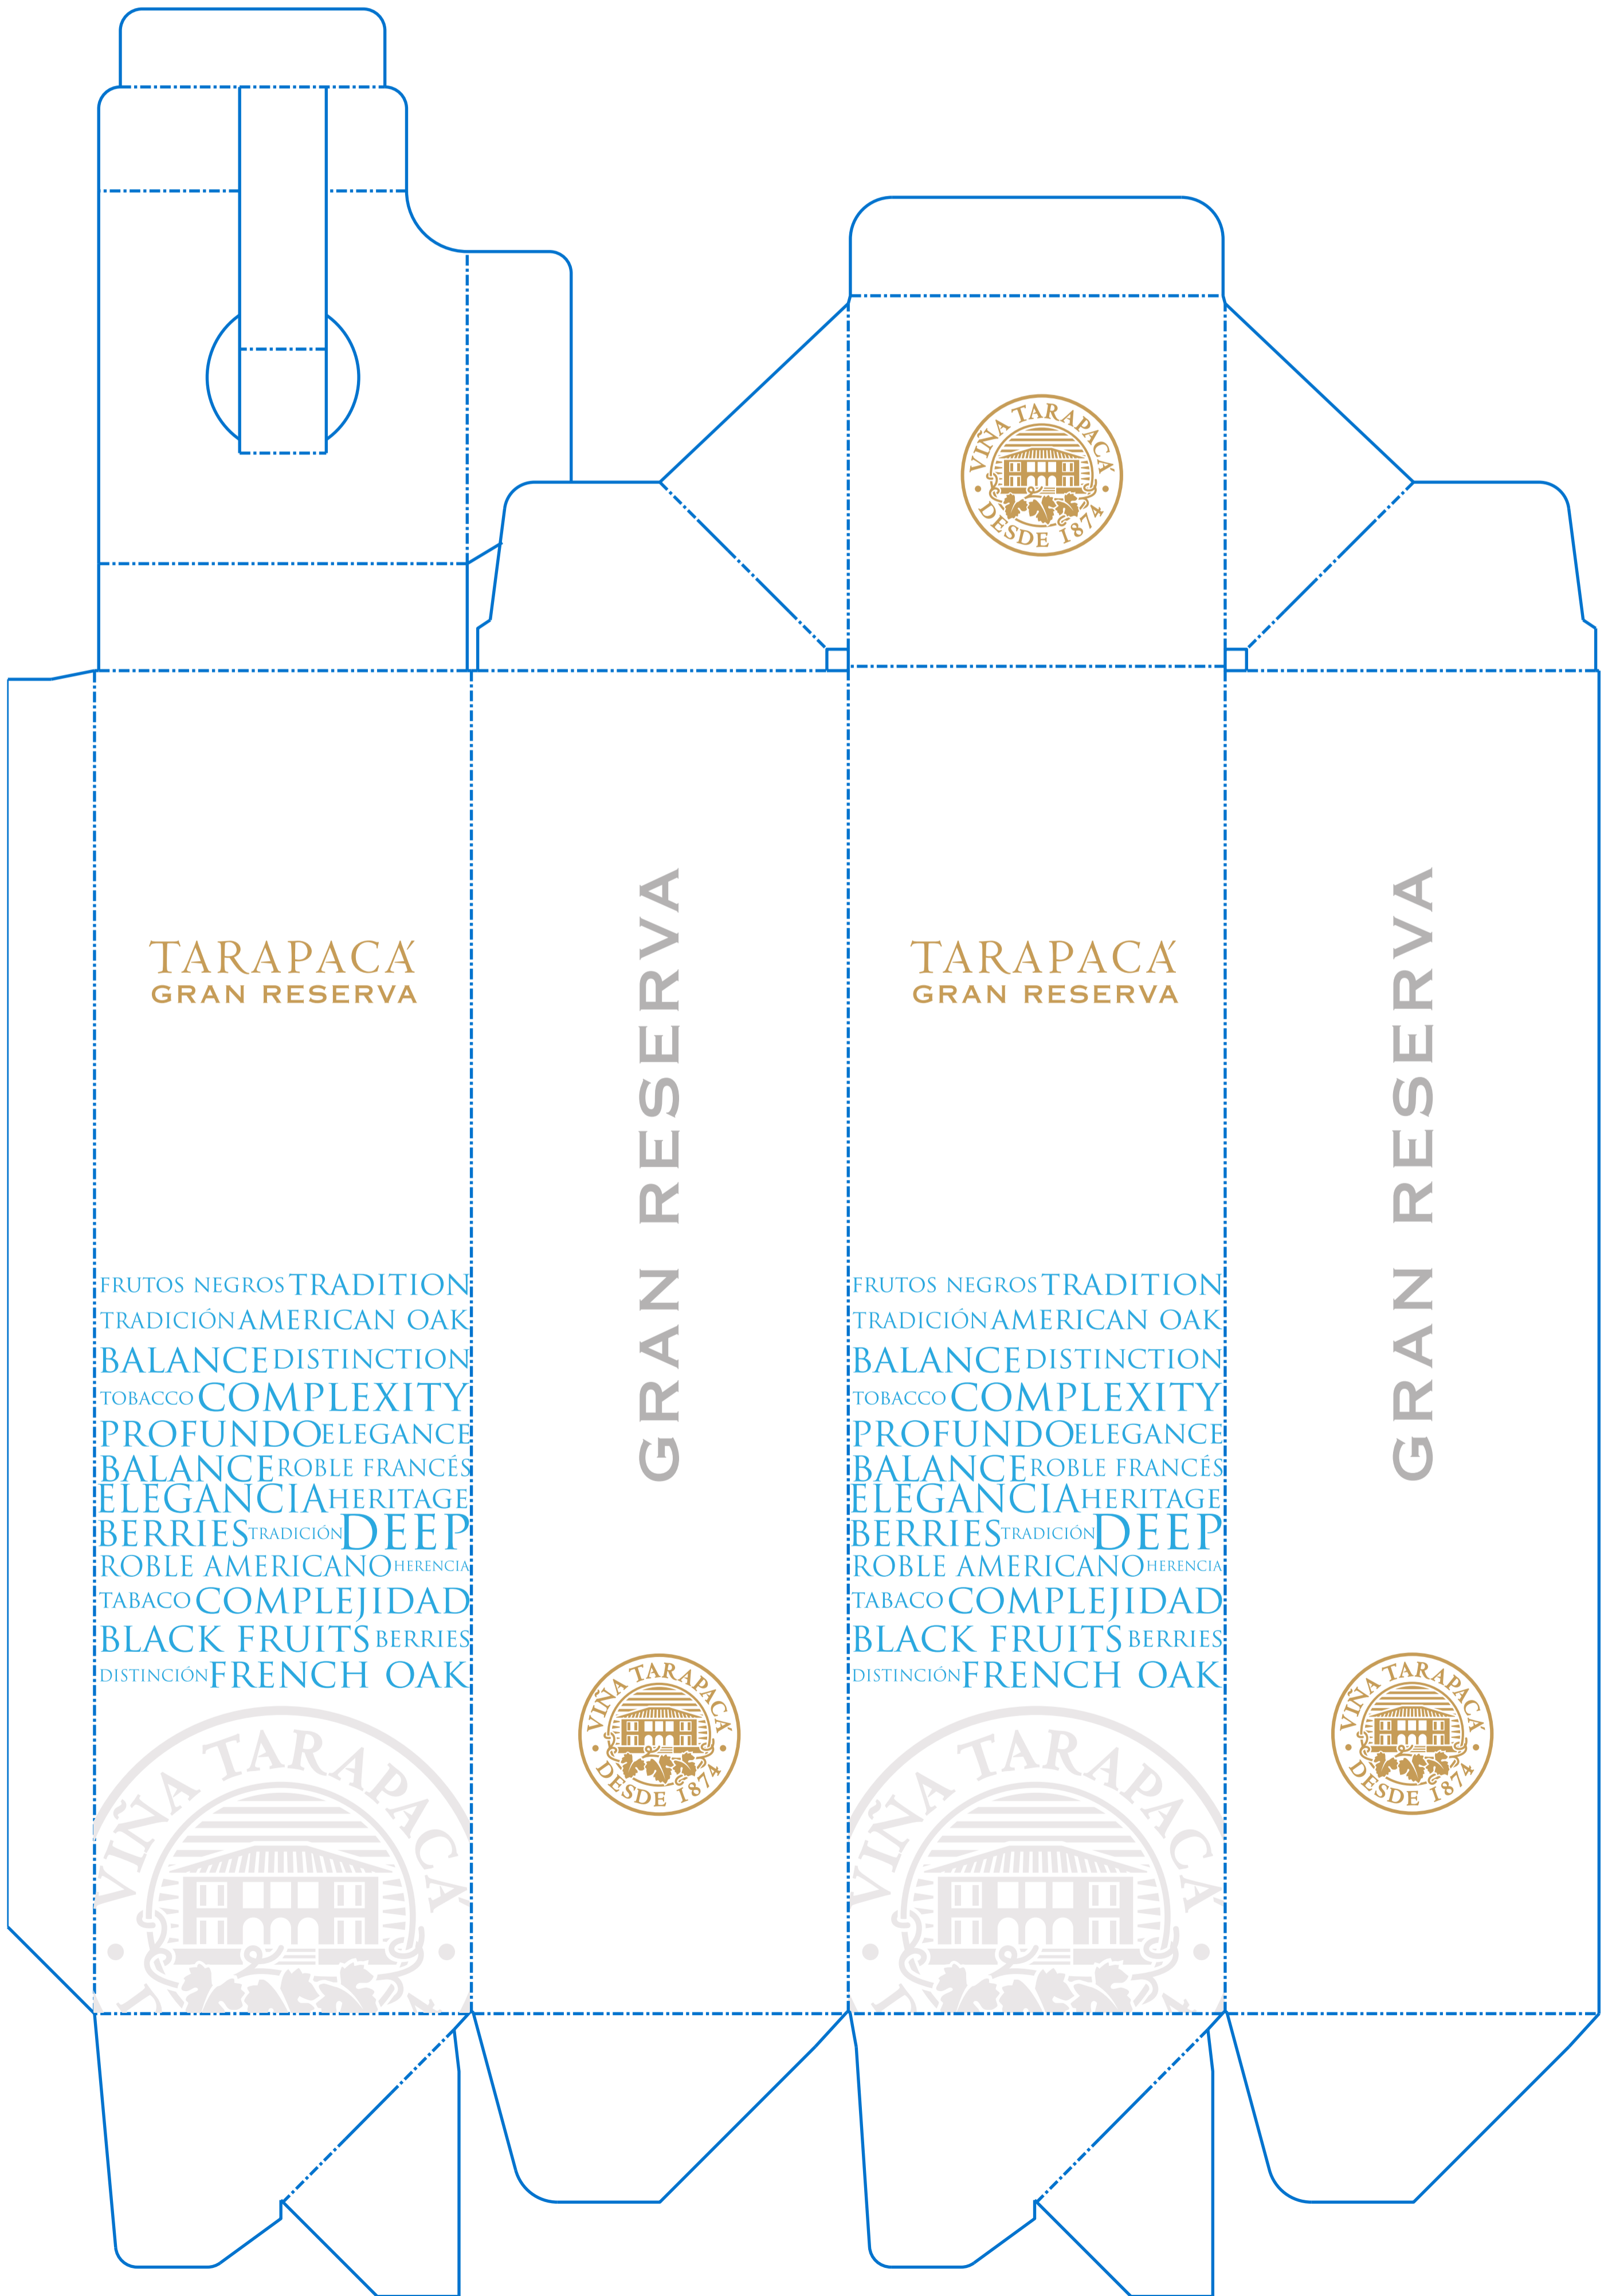 VIÑA TARAPACÁ
DESDE 1874
TARAPACÁ
GRAN RESERVA
FRUTOS NEGROS TRADITION
TRADICIÓN AMERICAN OAK
BALANCE DISTINCTION
TOBACCO COMPLEXITY
PROFUNDO ELEGANCE
BALANCE ROBLE FRANCÉS
ELEGANCIA HERITAGE
BERRIES TRADICIÓN DEEP
ROBLE AMERICANO HERENCIA
TABACO COMPLEJIDAD
BLACK FRUITS BERRIES
DISTINCIÓN FRENCH OAK
VIÑA TARAPACA
GRAN RESERVA
VIÑA TARAPACÁ
DESDE 1874
TARAPACÁ
GRAN RESERVA
FRUTOS NEGROS TRADITION
TRADICIÓN AMERICAN OAK
BALANCE DISTINCTION
TOBACCO COMPLEXITY
PROFUNDO ELEGANCE
BALANCE ROBLE FRANCÉS
ELEGANCIA HERITAGE
BERRIES TRADICIÓN DEEP
ROBLE AMERICANO HERENCIA
TABACO COMPLEJIDAD
BLACK FRUITS BERRIES
DISTINCIÓN FRENCH OAK
VIÑA TARAPACA
GRAN RESERVA
VIÑA TARAPACÁ
DESDE 1874